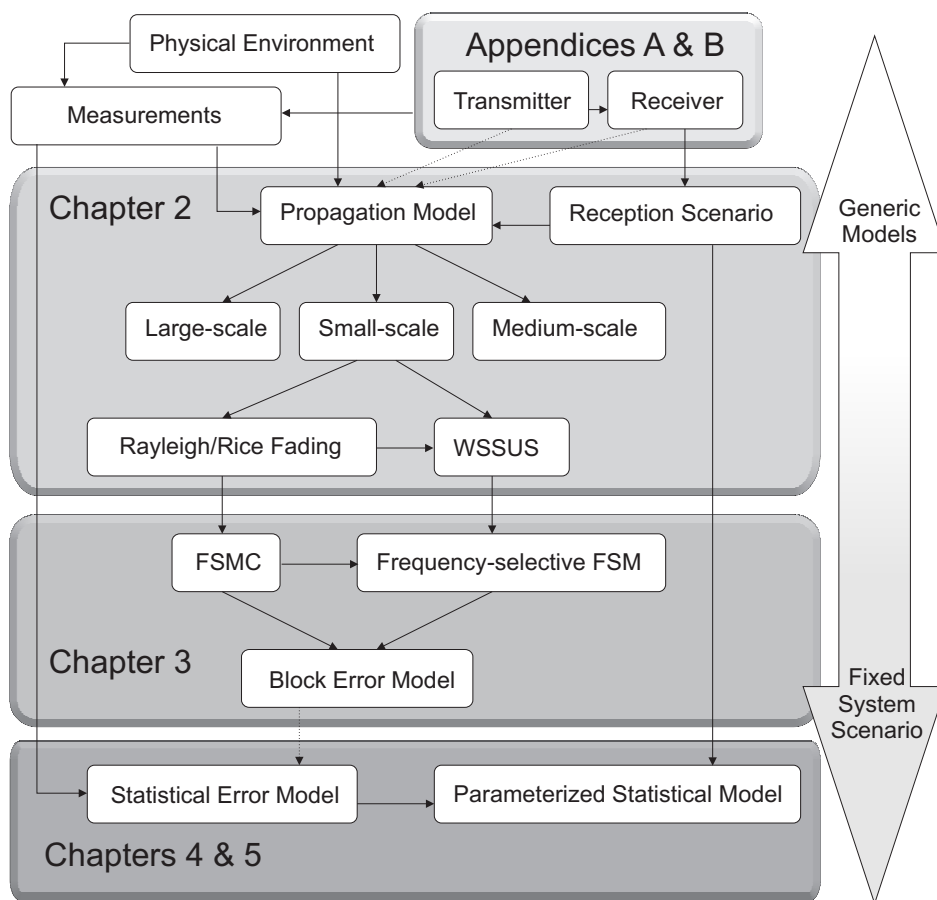 Physical Environment
Appendices A & B
Transmitter
Receiver
Measurements
Chapter 2
Propagation Model
Reception Scenario
Generic
Models
Large-scale
Small-scale
Medium-scale
Rayleigh/Rice Fading
WSSUS
FSMC
Frequency-selective FSM
Chapter 3
Block Error Model
Fixed
System
Scenario
Statistical Error Model
Parameterized Statistical Model
Chapters 4 & 5